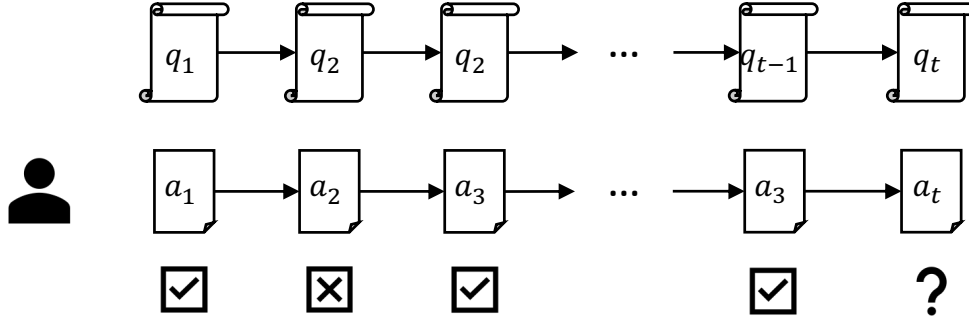 q₁ q₂ q₂ ... qₜ₋₁ qₜ
a₁ a₂ a₃ ... a₃ aₜ
?